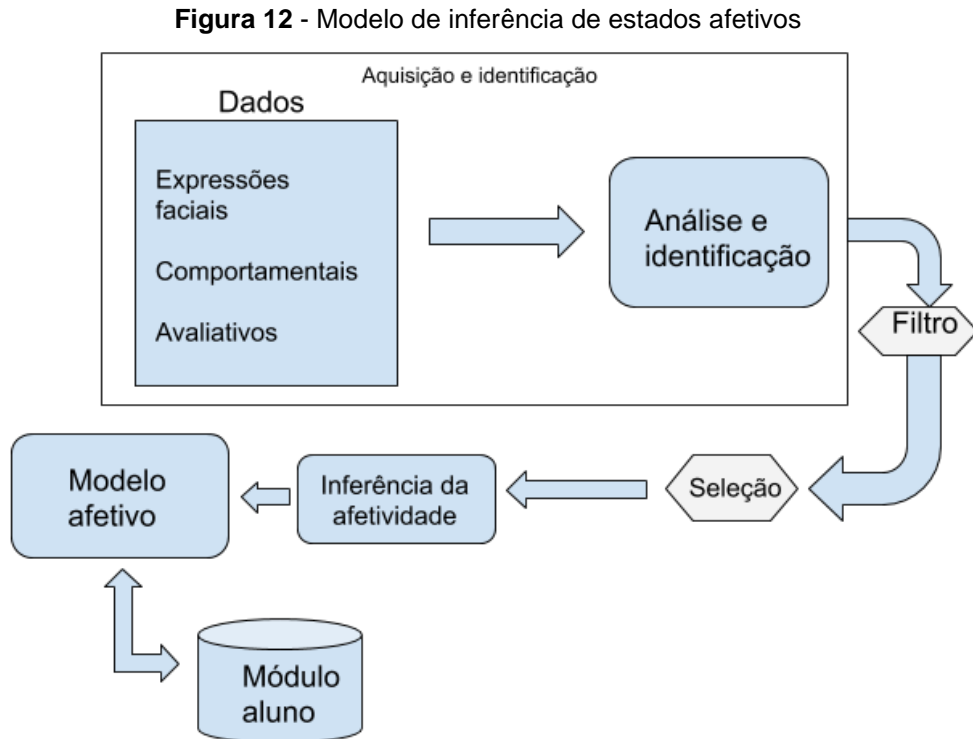 Figura 12 - Modelo de inferência de estados afetivos
Aquisição e identificação
Dados
Expressões
faciais
Comportamentais
Avaliativos
Análise e
identificação
Filtro
Seleção
Inferência da
afetividade
Modelo
afetivo
Módulo
aluno